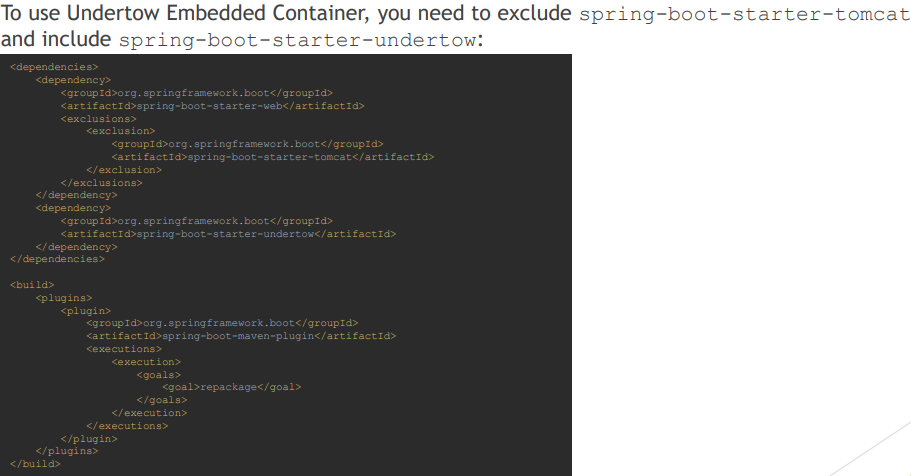 To use Undertow Embedded Container, you need to exclude spring-boot-starter-tomcat
and include spring-boot-starter-undertow:
<dependencies>
    <dependency>
        <groupId>org.springframework.boot</groupId>
        <artifactId>spring-boot-starter-web</artifactId>
        <exclusions>
            <exclusion>
                <groupId>org.springframework.boot</groupId>
                <artifactId>spring-boot-starter-tomcat</artifactId>
            </exclusion>
        </exclusions>
    </dependency>
    <dependency>
        <groupId>org.springframework.boot</groupId>
        <artifactId>spring-boot-starter-undertow</artifactId>
    </dependency>
</dependencies>

<build>
    <plugins>
        <plugin>
            <groupId>org.springframework.boot</groupId>
            <artifactId>spring-boot-maven-plugin</artifactId>
            <executions>
                <execution>
                    <goals>
                        <goal>repackage</goal>
                    </goals>
                </execution>
            </executions>
        </plugin>
    </plugins>
</build>